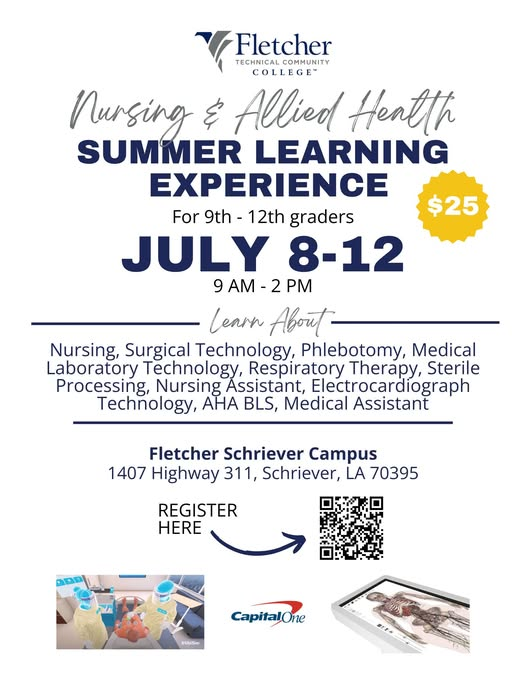 Fletcher
TECHNICAL COMMUNITY
COLLEGE™
Nursing & Allied Health
SUMMER LEARNING
EXPERIENCE
$25
For 9th - 12th graders
JULY 8-12
9 AM - 2 PM
Learn About
Nursing, Surgical Technology, Phlebotomy, Medical
Laboratory Technology, Respiratory Therapy, Sterile
Processing, Nursing Assistant, Electrocardiograph
Technology, AHA BLS, Medical Assistant
Fletcher Schriever Campus
1407 Highway 311, Schriever, LA 70395
REGISTER
HERE
Capital One